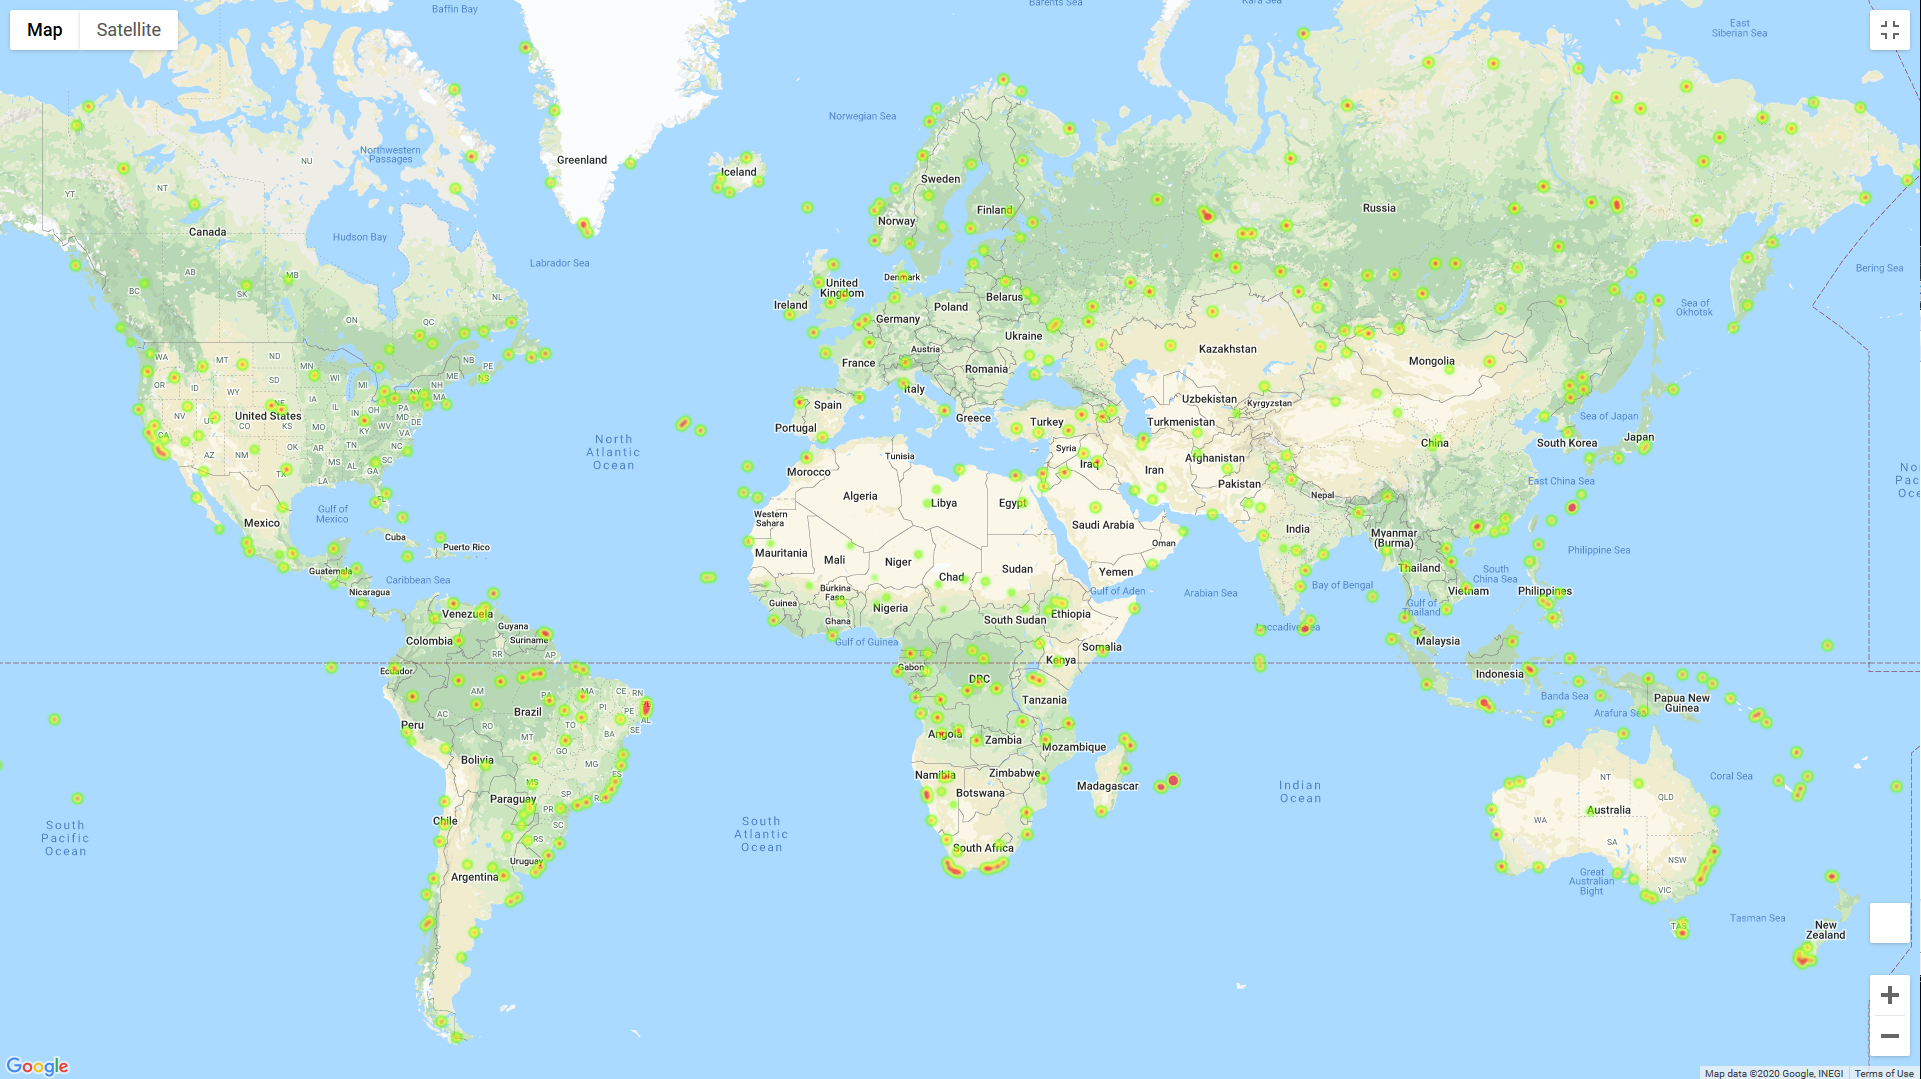 Map
Satellite
Baffin Bay
Barents Sea
Kara Sea
East
Siberian Sea
Norwegian Sea
Northwestern
Passages
Greenland
Iceland
Sweden
NU
YT
NT
Finland
Norway
Russia
Canada
Hudson Bay
Labrador Sea
Bering Sea
AB
MB
BC
SK
NL
Denmark
United
Kingdom
Ireland
Belarus
Poland
Germany
Sea of
Okhotsk
ON
QC
Ukraine
Kazakhstan
Austria
France
Romania
Mongolia
WA
MT
ND
MN
NB
PE
OR
ID
SD
WI
MI
ME
NS
WY
NH
MA
Italy
Spain
Uzbekistan
Kyrgyzstan
NV
UT
NE
IA
IL
IN
OH
PA
NY
MD
DE
United States
CO
KS
MO
KY
WV
VA
CA
Greece
Turkey
Turkmenistan
Sea of Japan
Portugal
South Korea
Japan
China
North
Atlantic
Ocean
AZ
NM
OK
AR
TN
NC
MS
AL
SC
GA
TX
LA
FL
Tunisia
Syria
Iraq
Iran
Afghanistan
Morocco
Algeria
Libya
Egypt
Pakistan
Nepal
East China Sea
Gulf of
Mexico
Mexico
Western
Sahara
Saudi Arabia
India
Myanmar
(Burma)
Cuba
Puerto Rico
Oman
Philippine Sea
Mauritania
Mali
Niger
Chad
Sudan
Yemen
Thailand
South
China Sea
Guatemala
Caribbean Sea
Nicaragua
Burkina
Faso
Gulf of Aden
Arabian Sea
Bay of Bengal
Vietnam
Philippines
Guinea
Nigeria
Gulf of
Thailand
Venezuela
Ghana
South Sudan
Ethiopia
Laccadive Sea
Guyana
Colombia
Suriname
Gulf of Guinea
Somalia
Malaysia
RR
AP
Ecuador
Gabon
Kenya
Indonesia
DRC
AM
PA
MA
CE
RN
Banda Sea
Papua New
Guinea
Tanzania
Brazil
PI
PE
AL
SE
AC
RO
TO
BA
Peru
Arafura Sea
Angola
Zambia
Mozambique
MT
GO
Bolivia
MG
ES
Namibia
Zimbabwe
Botswana
Madagascar
Indian
Ocean
NT
QLD
Coral Sea
MS
SP
RJ
Paraguay
PR
SC
RS
Chile
Australia
WA
SA
NSW
South
Pacific
Ocean
South
Atlantic
Ocean
South Africa
Uruguay
Argentina
Great
Australian
Bight
VIC
TAS
Tasman Sea
New
Zealand
Google
Map data ©2020 Google, INEGI
Terms of Use